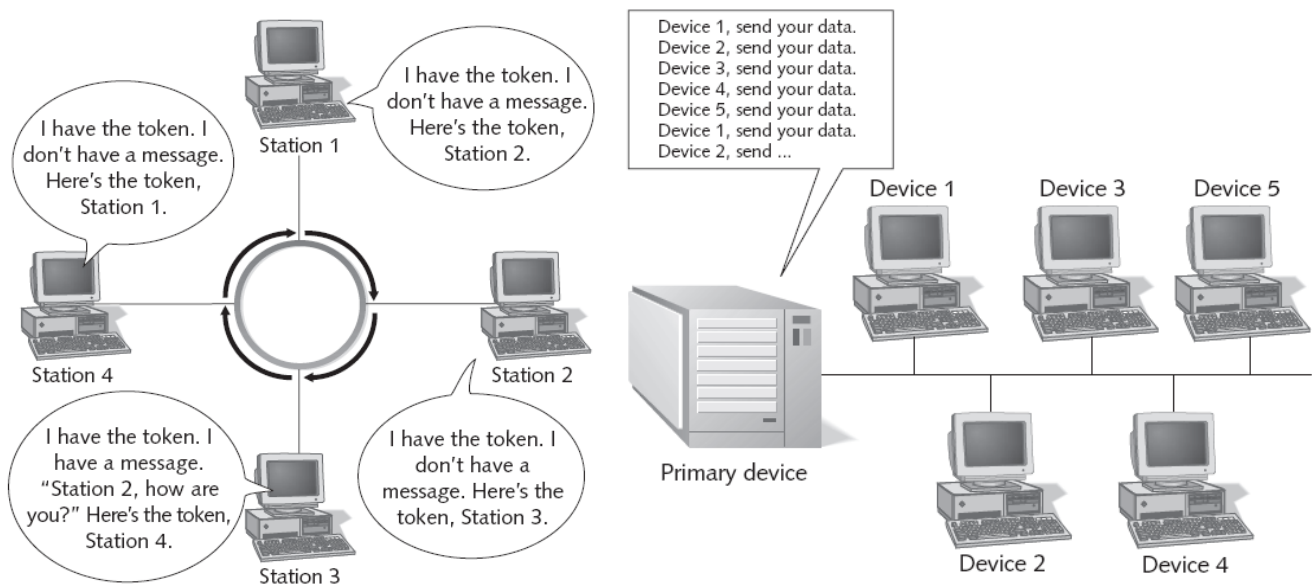 I have the token. I
don't have a message.
Here's the token,
Station 2.
Station 1
I have the token. I
don't have a message.
Here's the token,
Station 1.
Station 4
Station 2
I have the token. I
have a message.
“Station 2, how are
you?” Here's the token,
Station 4.
Station 3
I have the token. I
don't have a
message. Here's the
token, Station 3.
Device 1, send your data.
Device 2, send your data.
Device 3, send your data.
Device 4, send your data.
Device 5, send your data.
Device 1, send your data.
Device 2, send ...
Device 1
Device 3
Device 5
Primary device
Device 2
Device 4